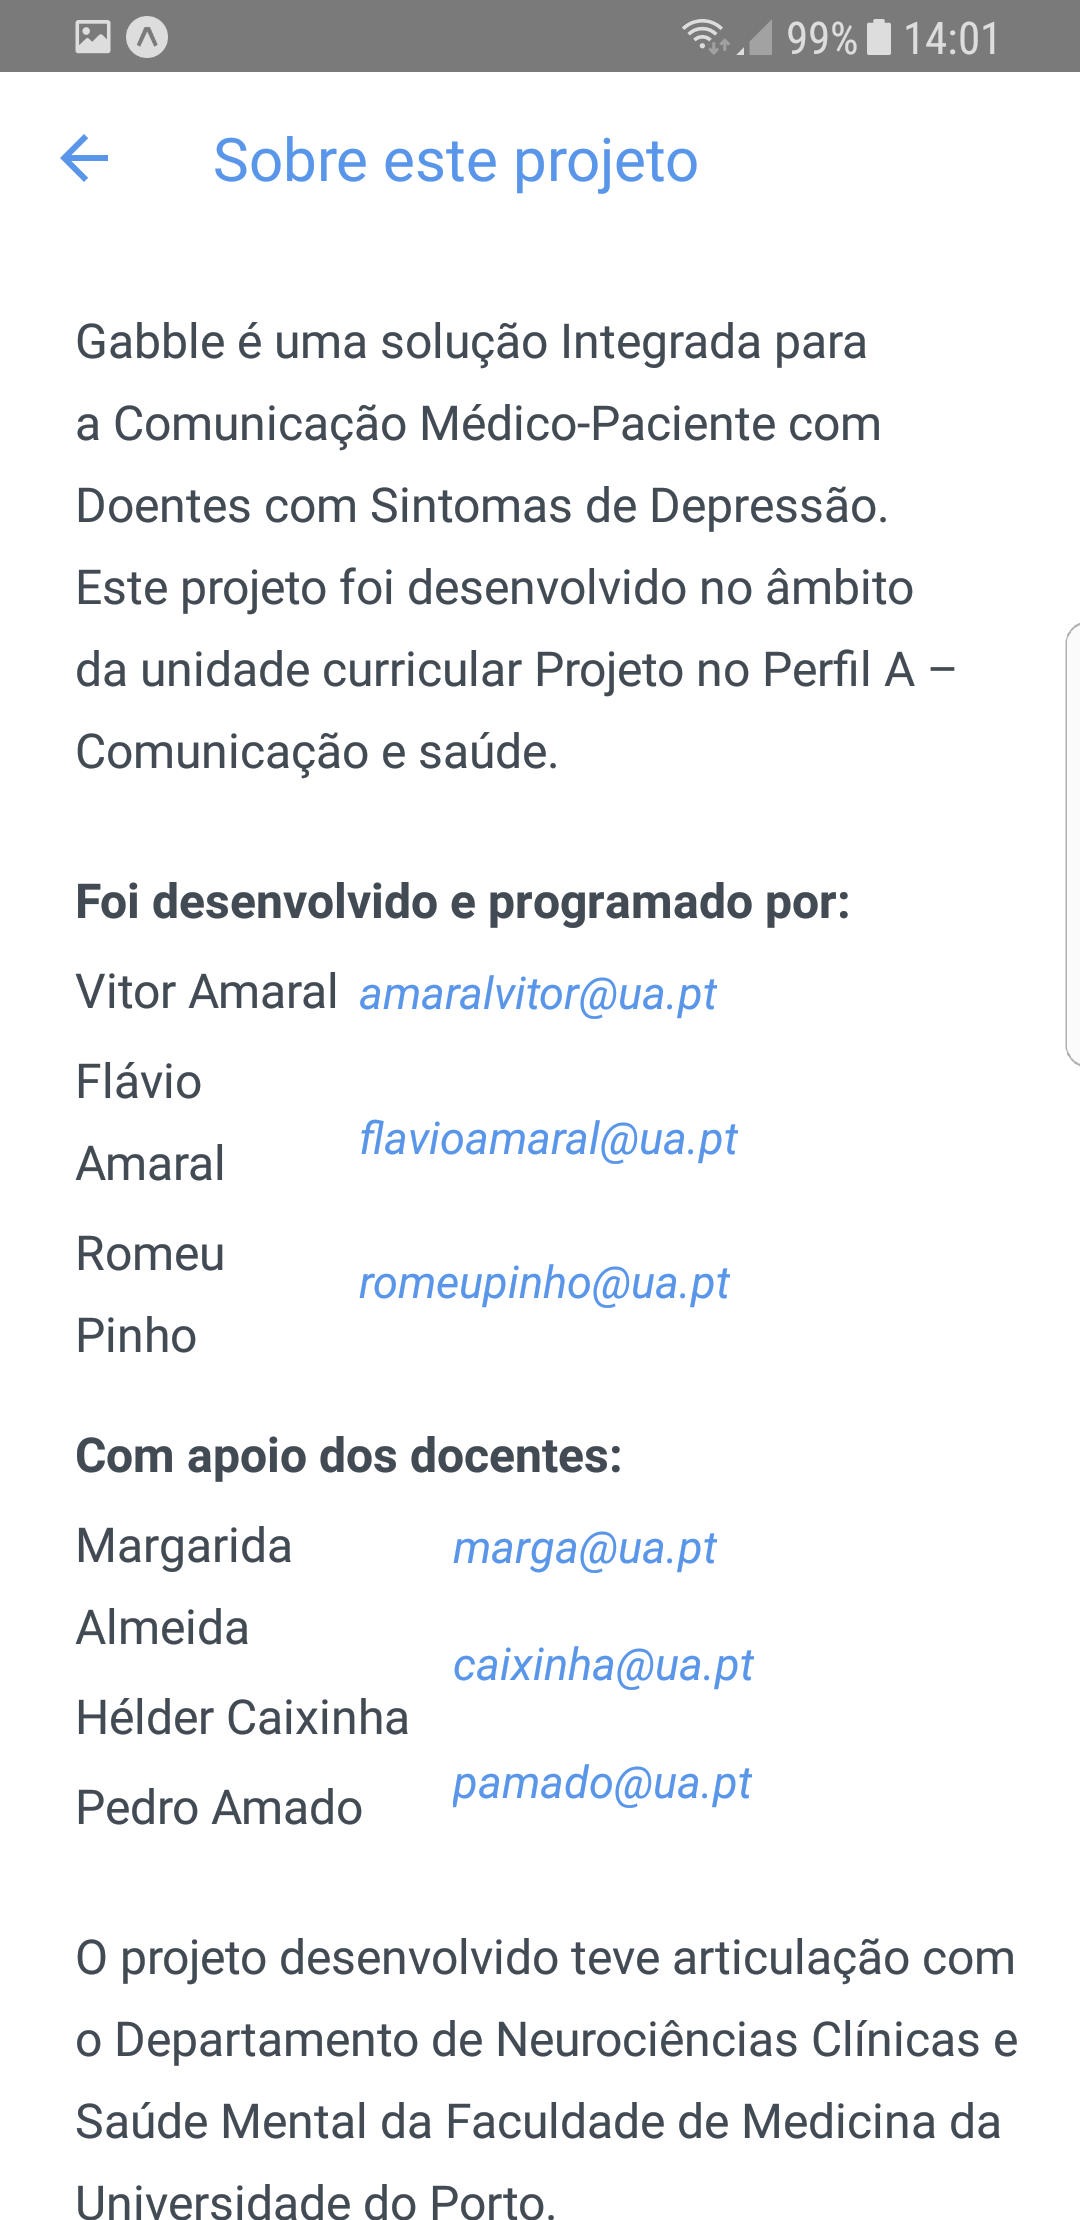 99% 14:01
Sobre este projeto
Gabble é uma solução Integrada para
a Comunicação Médico-Paciente com
Doentes com Sintomas de Depressão.
Este projeto foi desenvolvido no âmbito
da unidade curricular Projeto no Perfil A –
Comunicação e saúde.
Foi desenvolvido e programado por:
Vitor Amaral amaralvitor@ua.pt
Flávio
Amaral
flavioamaral@ua.pt
Romeu
Pinho
romeupinho@ua.pt
Com apoio dos docentes:
Margarida
Almeida
marga@ua.pt
Hélder Caixinha
caixinha@ua.pt
Pedro Amado
pamado@ua.pt
O projeto desenvolvido teve articulação com
o Departamento de Neurociências Clínicas e
Saúde Mental da Faculdade de Medicina da
Universidade do Porto.